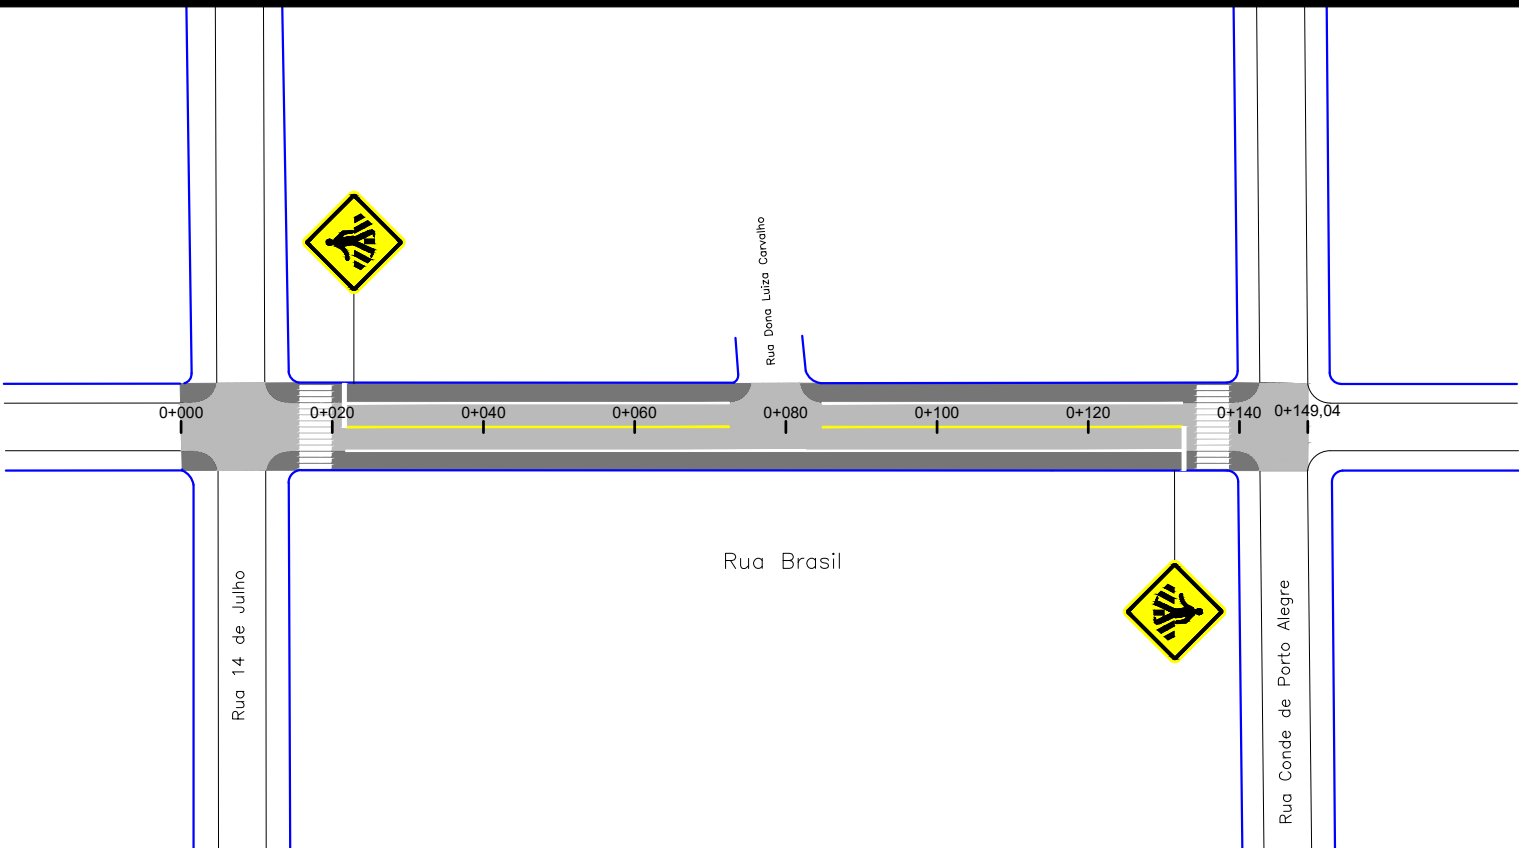 Rua Dona Luiza Carvalho
0+000 0+020 0+040 0+060 0+080 0+100 0+120 0+140 0+149,04
Rua Brasil
Rua 14 de Julho
Rua Conde de Porto Alegre